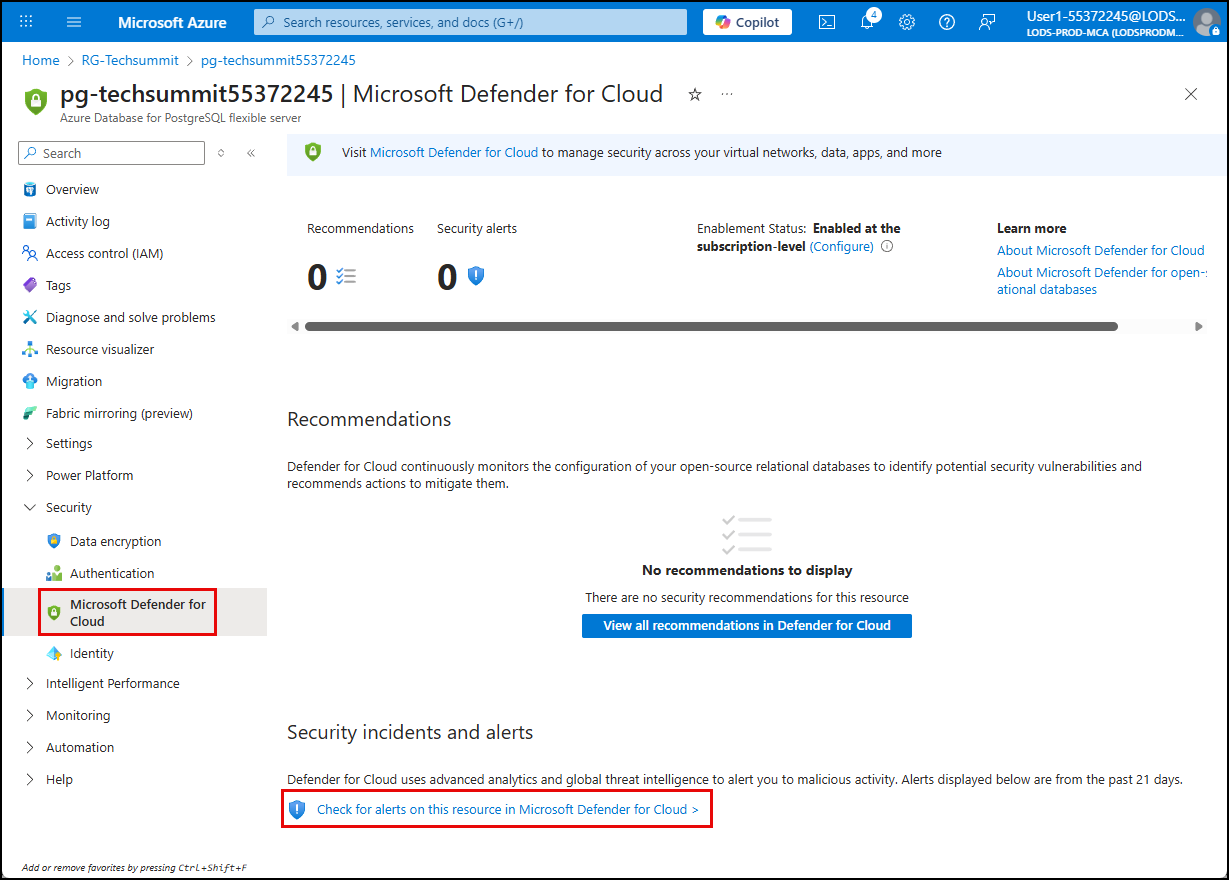 Microsoft Azure
Search resources, services, and docs (G+/)
Copilot
4
User1-55372245@LODS...
LODS-PROD-MCA (LODSPRODM...
Home > RG-Techsummit > pg-techsummit55372245
pg-techsummit55372245 | Microsoft Defender for Cloud
Azure Database for PostgreSQL flexible server
Search
Overview
Activity log
Access control (IAM)
Tags
Diagnose and solve problems
Resource visualizer
Migration
Fabric mirroring (preview)
Settings
Power Platform
Security
Data encryption
Authentication
Microsoft Defender for
Cloud
Identity
Intelligent Performance
Monitoring
Automation
Help
Add or remove favorites by pressing Ctrl+Shift+F
Visit Microsoft Defender for Cloud to manage security across your virtual networks, data, apps, and more
Recommendations
0
Security alerts
0
Enablement Status: Enabled at the
subscription-level (Configure)
Learn more
About Microsoft Defender for Cloud
About Microsoft Defender for open-s
ational databases
Recommendations
Defender for Cloud continuously monitors the configuration of your open-source relational databases to identify potential security vulnerabilities and
recommends actions to mitigate them.
No recommendations to display
There are no security recommendations for this resource
View all recommendations in Defender for Cloud
Security incidents and alerts
Defender for Cloud uses advanced analytics and global threat intelligence to alert you to malicious activity. Alerts displayed below are from the past 21 days.
Check for alerts on this resource in Microsoft Defender for Cloud >